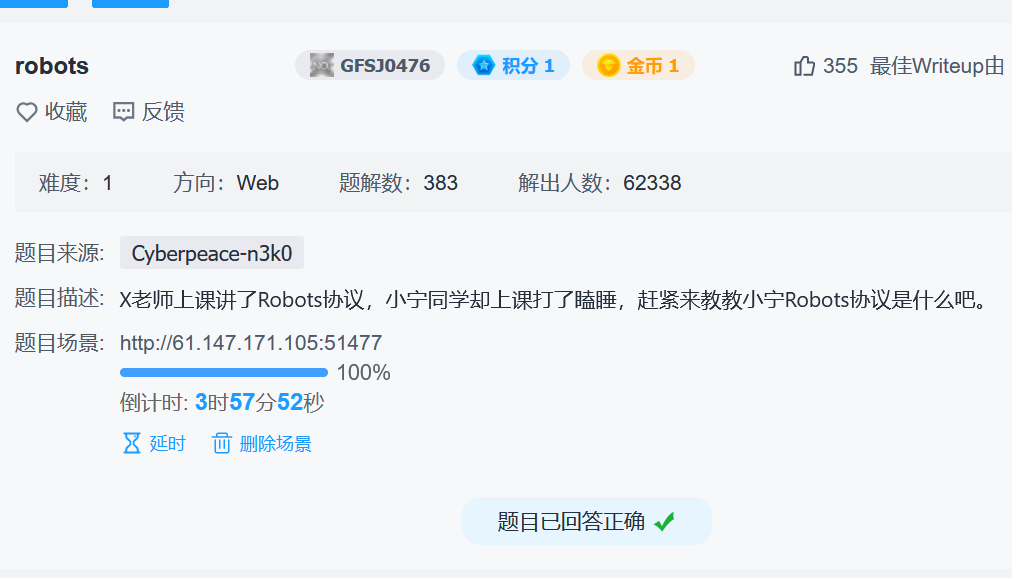 robots GFSJ0476 积分 1 金币 1 355 最佳Writeup由
收藏 反馈
难度：1 方向：Web 题解数：383 解出人数：62338
题目来源: Cyberpeace-n3k0
题目描述: X老师上课讲了Robots协议，小宁同学却上课打了瞌睡，赶紧来教教小宁Robots协议是什么吧。
题目场景: http://61.147.171.105:51477
100%
倒计时: 3时57分52秒
延时 删除场景
题目已回答正确